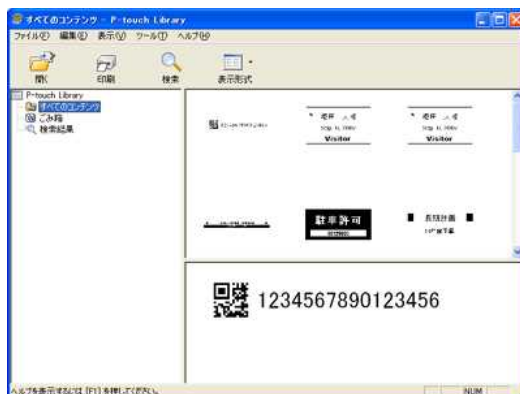 すべてのコンテンツ - P-touch Library
ファイル(F) 編集(E) 表示(V) ツール(T) ヘルプ(H)
開く 印刷 検索 表示形式
P-touch Library
すべてのコンテンツ
ごみ箱
検索結果
Visitor
Visitor
駐車許可
長期計画
1234567890123456
ヘルプを表示するには [F1] を押してください。
NUM